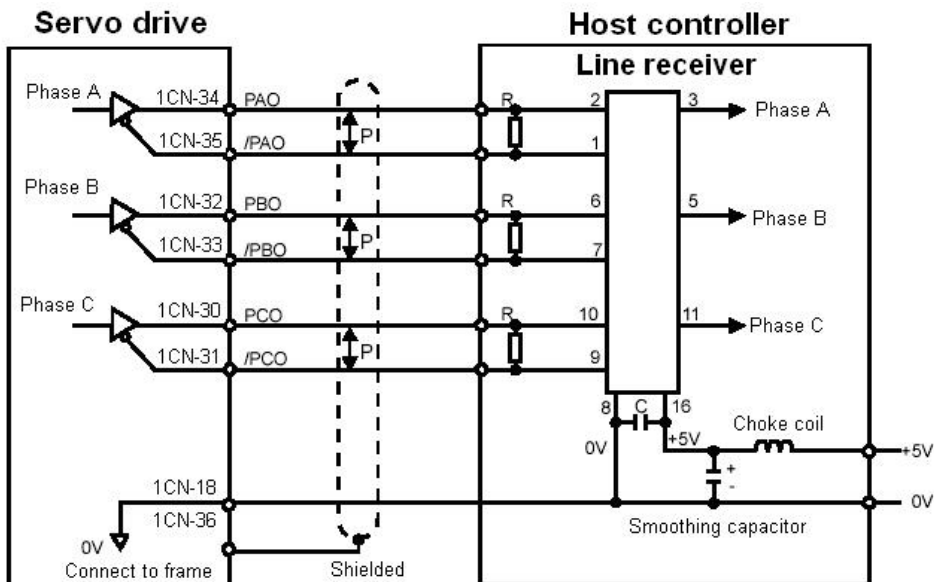 Servo drive
Host controller
Line receiver
Phase A
1CN-34
PAO
P
R
2
3
Phase A
1CN-35
/PAO
1
Phase B
1CN-32
PBO
P
R
6
5
Phase B
1CN-33
/PBO
7
Phase C
1CN-30
PCO
P
R
10
11
Phase C
1CN-31
/PCO
9
8
C
16
Choke coil
0V
+5V
+5V
+
-
1CN-18
0V
1CN-36
Smoothing capacitor
0V
Connect to frame
Shielded